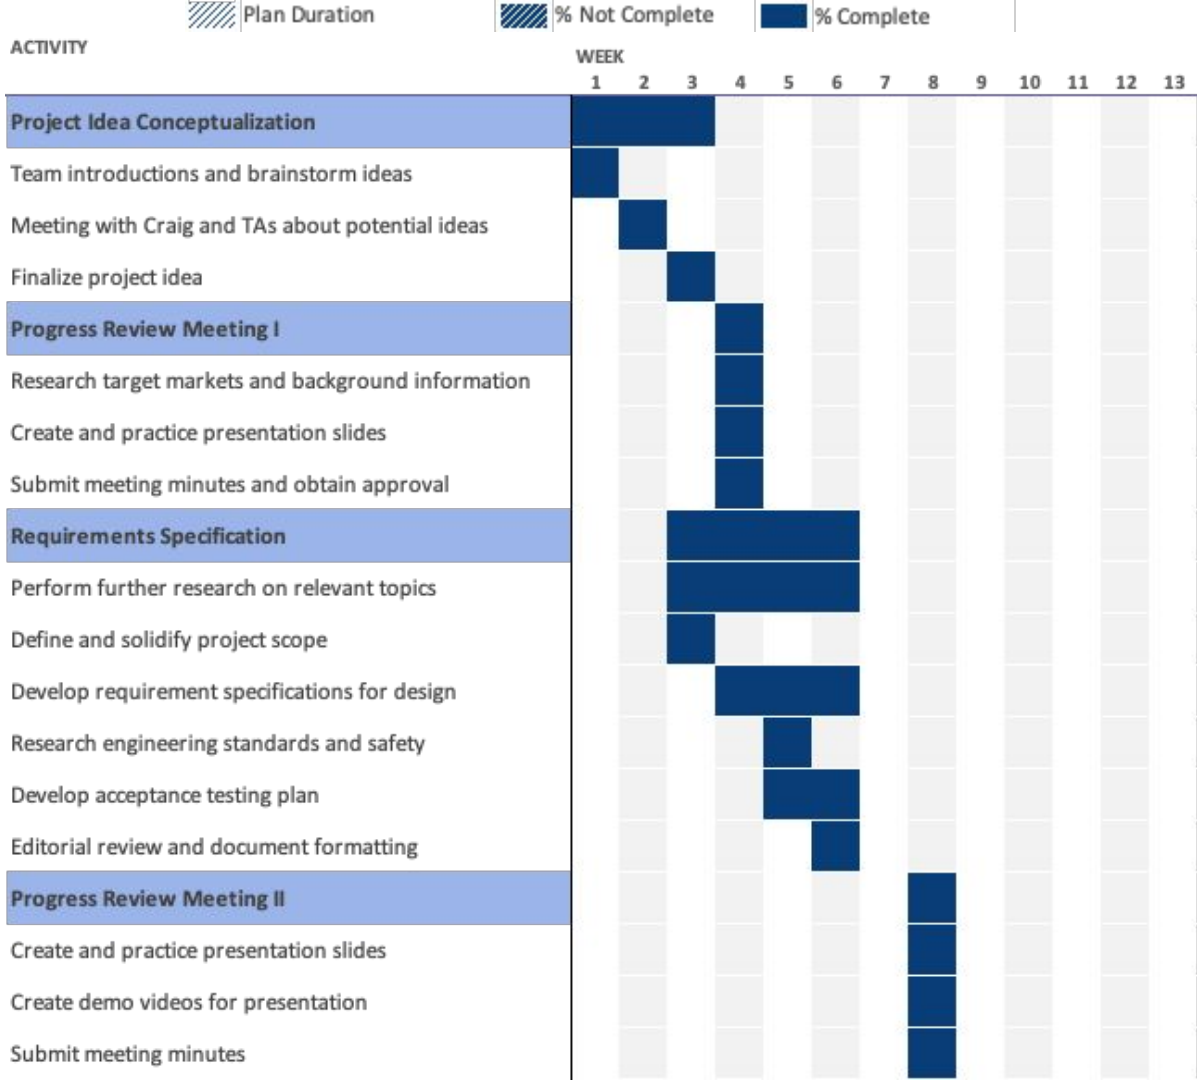 Plan Duration % Not Complete % Complete
ACTIVITY
WEEK
1 2 3 4 5 6 7 8 9 10 11 12 13
Project Idea Conceptualization
Team introductions and brainstorm ideas
Meeting with Craig and TAs about potential ideas
Finalize project idea
Progress Review Meeting I
Research target markets and background information
Create and practice presentation slides
Submit meeting minutes and obtain approval
Requirements Specification
Perform further research on relevant topics
Define and solidify project scope
Develop requirement specifications for design
Research engineering standards and safety
Develop acceptance testing plan
Editorial review and document formatting
Progress Review Meeting II
Create and practice presentation slides
Create demo videos for presentation
Submit meeting minutes